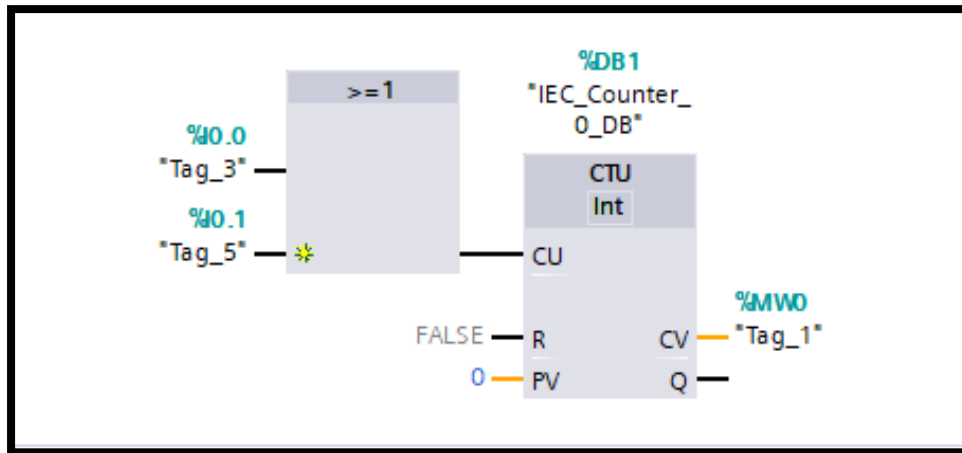 >=1
%I0.0
"Tag_3"
%I0.1
"Tag_5"
%DB1
"IEC_Counter_
0_DB"
CTU
Int
CU
FALSE
R
0
PV
CV
%MW0
"Tag_1"
Q